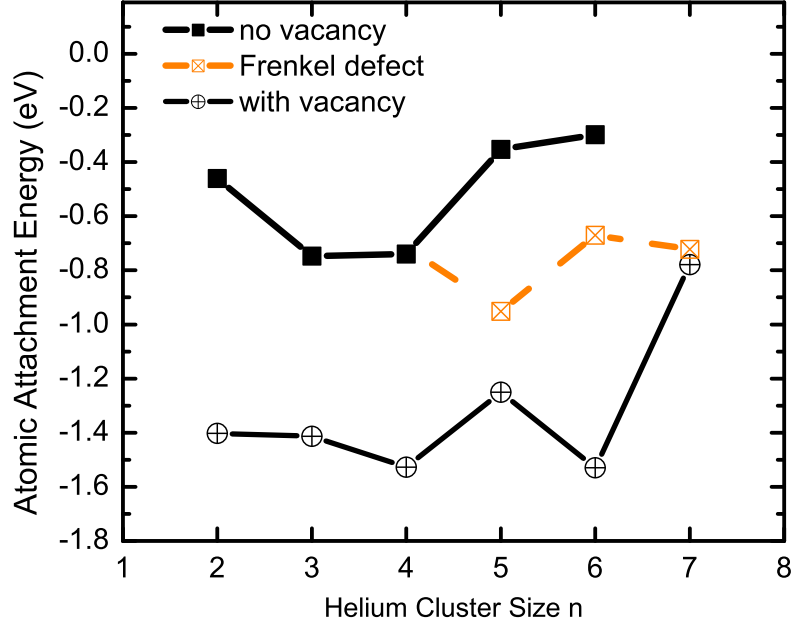 no vacancy
Frenkel defect
with vacancy
Atomic Attachment Energy (eV)
0.0
-0.2
-0.4
-0.6
-0.8
-1.0
-1.2
-1.4
-1.6
-1.8
1 2 3 4 5 6 7 8
Helium Cluster Size n